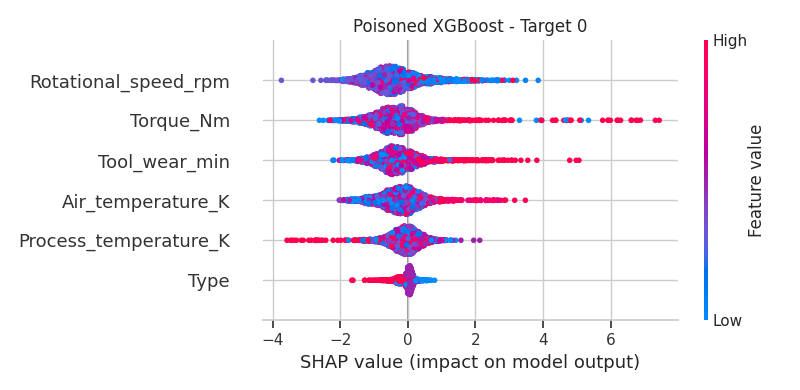 Poisoned XGBoost - Target 0
High
Rotational_speed_rpm
Torque_Nm
Tool_wear_min
Air_temperature_K
Process_temperature_K
Type
Feature value
Low
−4
−2
0
2
4
6
SHAP value (impact on model output)